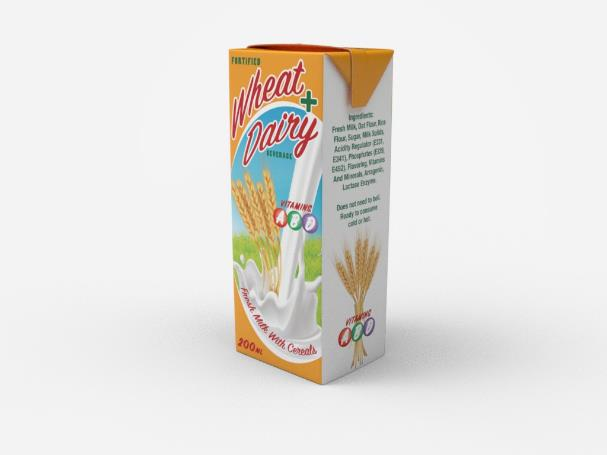 FORTIFIED
Wheat
+
Dairy
BEVERAGE
VITAMINS
A B D
Fresh Milk With Cereals
200ML
Ingredients:
Fresh Milk, Oat Flour, Rice
Flour, Sugar, Milk Solids,
Acidity Regulator (E331,
E341), Phosphates (E339,
E452), Flavoring, Vitamins
And Minerals, Arragenic,
Lactase Enzyme.
Does not need to boil.
Ready to consume
cold or hot.
VITAMINS
A B D